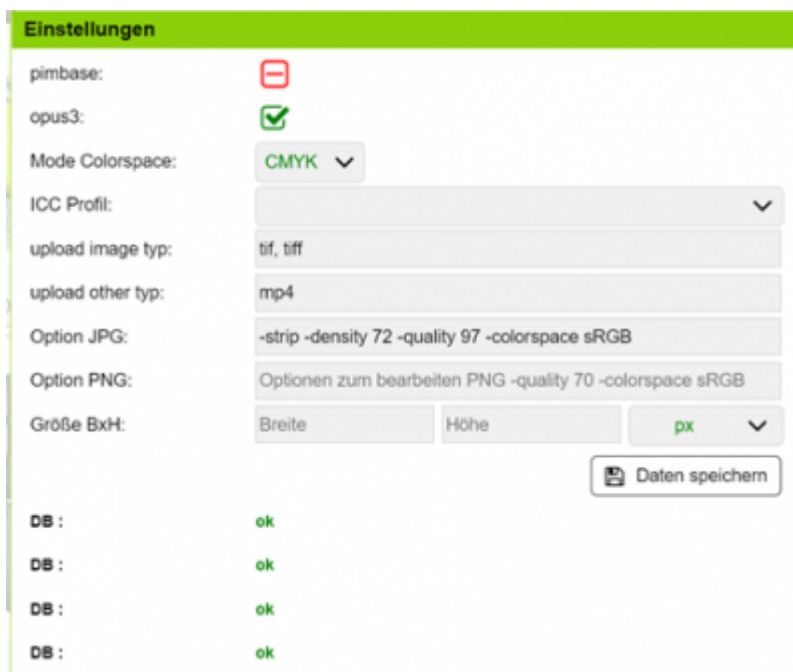 Einstellungen
pimbase:
opus3:
Mode Colorspace: CMYK
ICC Profil:
upload image typ: tif, tiff
upload other typ: mp4
Option JPG: -strip -density 72 -quality 97 -colorspace sRGB
Option PNG: Optionen zum bearbeiten PNG -quality 70 -colorspace sRGB
Größe BxH: Breite Höhe px
Daten speichern
DB : ok
DB : ok
DB : ok
DB : ok